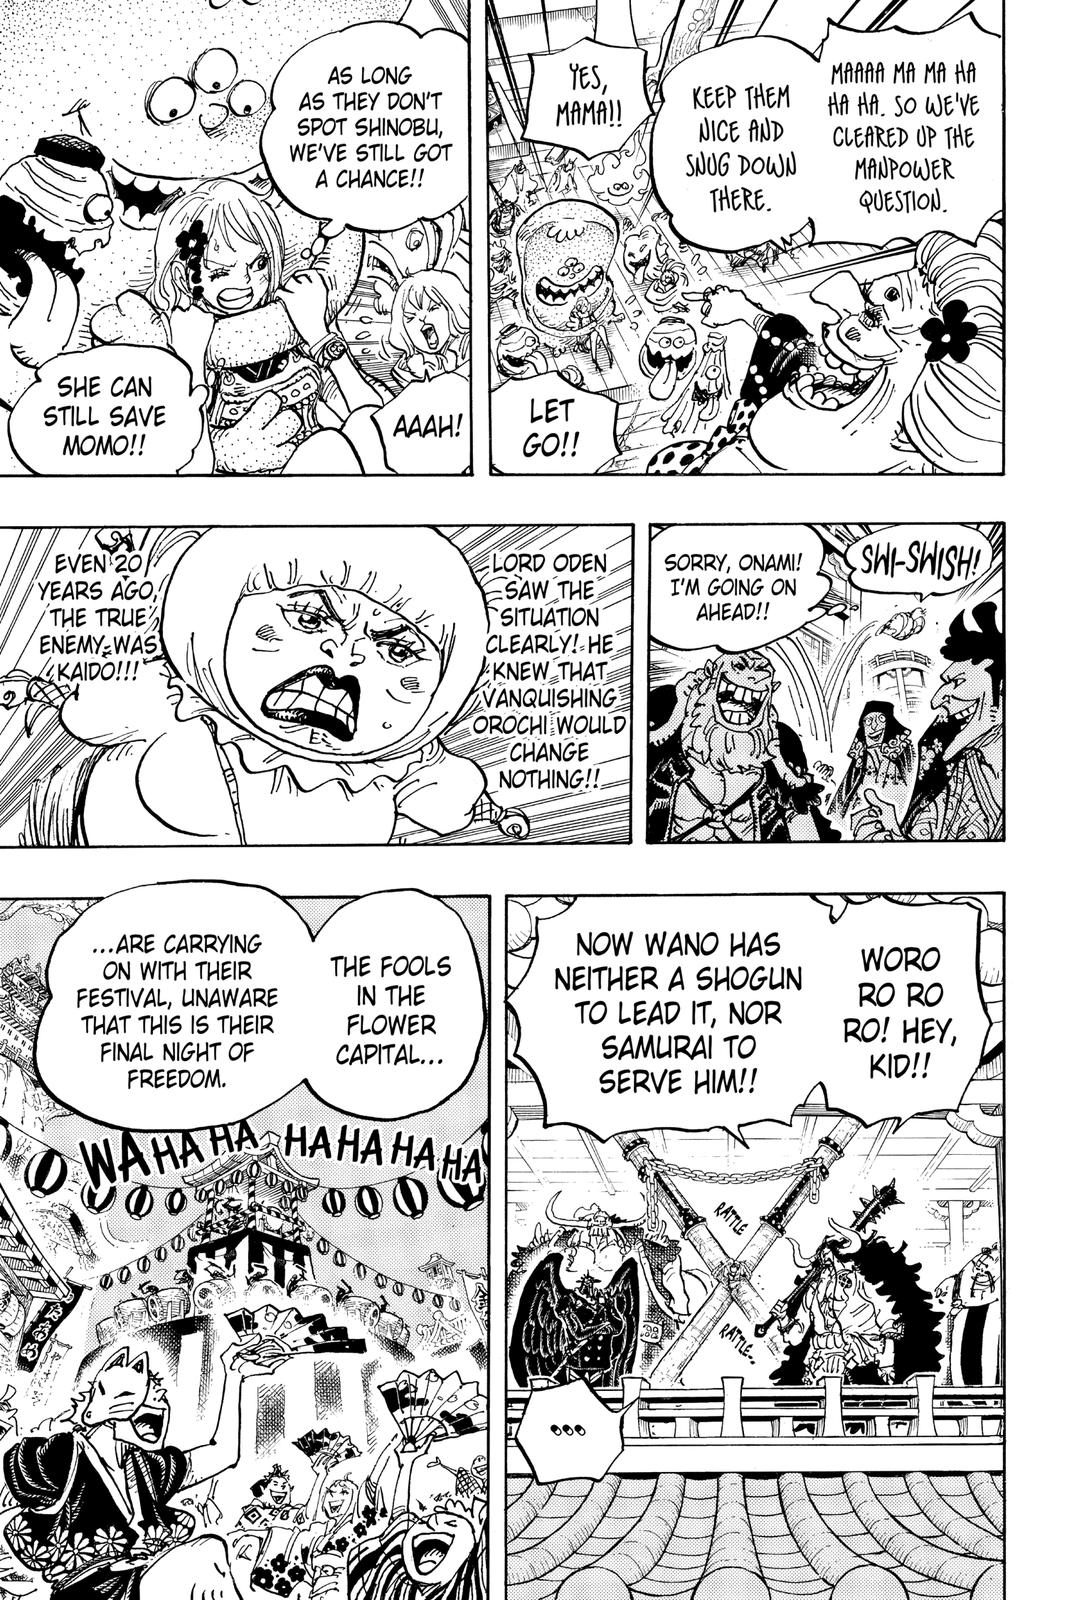 MAAAA MA MA HA
HA HA. SO WE'VE
CLEARED UP THE
MANPOWER
QUESTION.
KEEP THEM
NICE AND
SNUG DOWN
THERE.
YES,
MAMA!!
LET
GO!!
AS LONG
AS THEY DON'T
SPOT SHINOBU,
WE'VE STILL GOT
A CHANCE!!
AAAH!
SHE CAN
STILL SAVE
MOMO!!
SWI-SWISH!
SORRY, ONAMI!
I'M GOING ON
AHEAD!!
LORD ODEN
SAW THE
SITUATION
CLEARLY! HE
KNEW THAT
VANQUISHING
OROCHI WOULD
CHANGE
NOTHING!!
EVEN 20
YEARS AGO,
THE TRUE
ENEMY WAS
KAIDO!!!
WORO
RO RO
RO! HEY,
KID!!
NOW WANO HAS
NEITHER A SHOGUN
TO LEAD IT, NOR
SAMURAI TO
SERVE HIM!!
RATTLE
RATTLE...
...
THE FOOLS
IN THE
FLOWER
CAPITAL...
...ARE CARRYING
ON WITH THEIR
FESTIVAL, UNAWARE
THAT THIS IS THEIR
FINAL NIGHT OF
FREEDOM.
WAHAHA HAHAHAHA